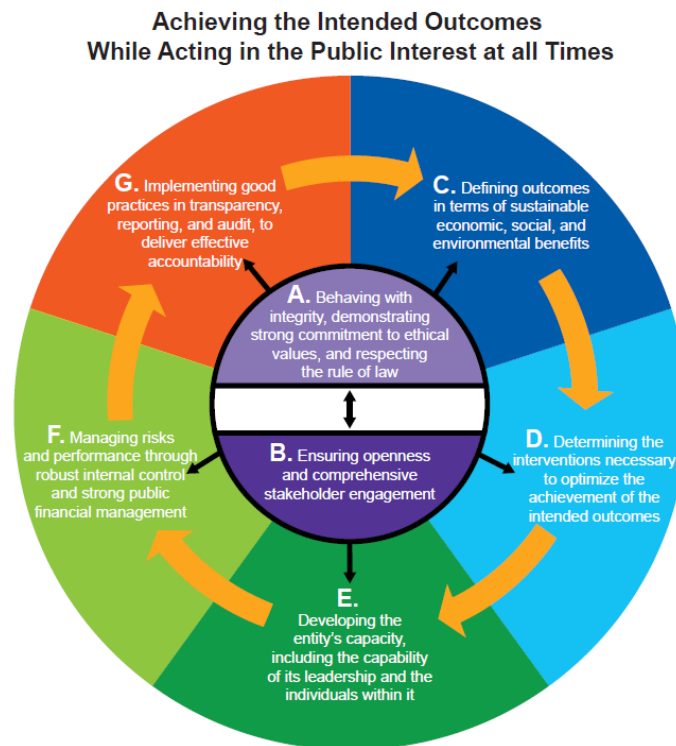 Achieving the Intended Outcomes
While Acting in the Public Interest at all Times
G. Implementing good
practices in transparency,
reporting, and audit, to
deliver effective
accountability
C. Defining outcomes
in terms of sustainable
economic, social, and
environmental benefits
A. Behaving with
integrity, demonstrating
strong commitment to ethical
values, and respecting
the rule of law
B. Ensuring openness
and comprehensive
stakeholder engagement
F. Managing risks
and performance through
robust internal control
and strong public
financial management
D. Determining the
interventions necessary
to optimize the
achievement of the
intended outcomes
E.
Developing the
entity's capacity,
including the capability
of its leadership and the
individuals within it